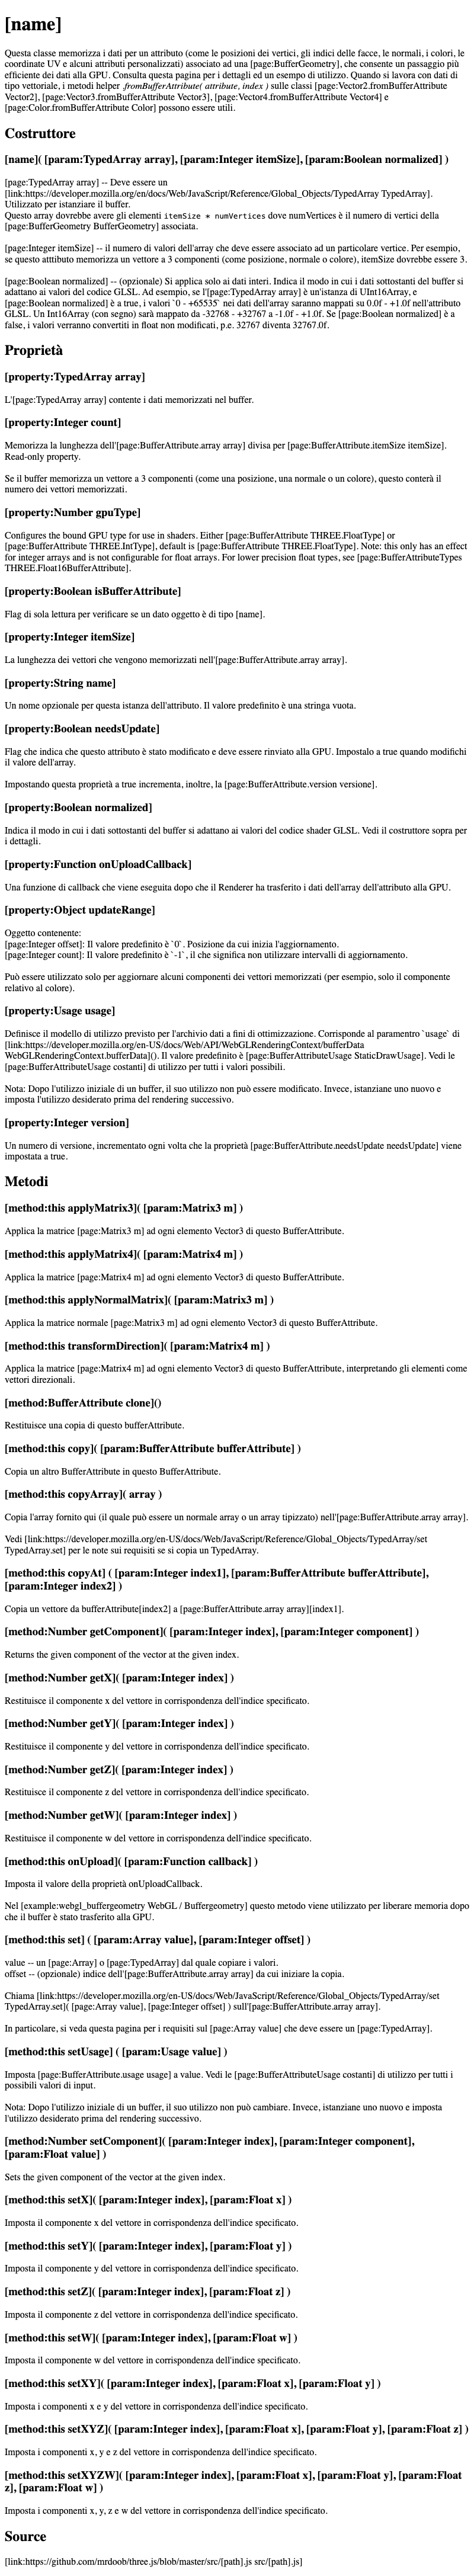 [name]
Questa classe memorizza i dati per un attributo (come le posizioni dei vertici, gli indici delle facce, le normali, i colori, le
coordinate UV e alcuni attributi personalizzati) associato ad una [page:BufferGeometry], che consente un passaggio più
efficiente dei dati alla GPU. Consulta questa pagina per i dettagli ed un esempio di utilizzo. Quando si lavora con dati di
tipo vettoriale, i metodi helper .fromBufferAttribute( attribute, index ) sulle classi [page:Vector2.fromBufferAttribute
Vector2], [page:Vector3.fromBufferAttribute Vector3], [page:Vector4.fromBufferAttribute Vector4] e
[page:Color.fromBufferAttribute Color] possono essere utili.
Costruttore
[name]( [param:TypedArray array], [param:Integer itemSize], [param:Boolean normalized] )
[page:TypedArray array] -- Deve essere un
[link:https://developer.mozilla.org/en/docs/Web/JavaScript/Reference/Global_Objects/TypedArray TypedArray].
Utilizzato per istanziare il buffer.
Questo array dovrebbe avere gli elementi itemSize * numVertices dove numVertices è il numero di vertici della
[page:BufferGeometry BufferGeometry] associata.
[page:Integer itemSize] -- il numero di valori dell'array che deve essere associato ad un particolare vertice. Per esempio,
se questo atttibuto memorizza un vettore a 3 componenti (come posizione, normale o colore), itemSize dovrebbe essere 3.
[page:Boolean normalized] -- (opzionale) Si applica solo ai dati interi. Indica il modo in cui i dati sottostanti del buffer si
adattano ai valori del codice GLSL. Ad esempio, se l'[page:TypedArray array] è un'istanza di UInt16Array, e
[page:Boolean normalized] è a true, i valori `0 - +65535` nei dati dell'array saranno mappati su 0.0f - +1.0f nell'attributo
GLSL. Un Int16Array (con segno) sarà mappato da -32768 - +32767 a -1.0f - +1.0f. Se [page:Boolean normalized] è a
false, i valori verranno convertiti in float non modificati, p.e. 32767 diventa 32767.0f.
Proprietà
[property:TypedArray array]
L'[page:TypedArray array] contente i dati memorizzati nel buffer.
[property:Integer count]
Memorizza la lunghezza dell'[page:BufferAttribute.array array] divisa per [page:BufferAttribute.itemSize itemSize].
Read-only property.
Se il buffer memorizza un vettore a 3 componenti (come una posizione, una normale o un colore), questo conterà il
numero dei vettori memorizzati.
[property:Number gpuType]
Configures the bound GPU type for use in shaders. Either [page:BufferAttribute THREE.FloatType] or
[page:BufferAttribute THREE.IntType], default is [page:BufferAttribute THREE.FloatType]. Note: this only has an effect
for integer arrays and is not configurable for float arrays. For lower precision float types, see [page:BufferAttributeTypes
THREE.Float16BufferAttribute].
[property:Boolean isBufferAttribute]
Flag di sola lettura per verificare se un dato oggetto è di tipo [name].
[property:Integer itemSize]
La lunghezza dei vettori che vengono memorizzati nell'[page:BufferAttribute.array array].
[property:String name]
Un nome opzionale per questa istanza dell'attributo. Il valore predefinito è una stringa vuota.
[property:Boolean needsUpdate]
Flag che indica che questo attributo è stato modificato e deve essere rinviato alla GPU. Impostalo a true quando modifichi
il valore dell'array.
Impostando questa proprietà a true incrementa, inoltre, la [page:BufferAttribute.version versione].
[property:Boolean normalized]
Indica il modo in cui i dati sottostanti del buffer si adattano ai valori del codice shader GLSL. Vedi il costruttore sopra per
i dettagli.
[property:Function onUploadCallback]
Una funzione di callback che viene eseguita dopo che il Renderer ha trasferito i dati dell'array dell'attributo alla GPU.
[property:Object updateRange]
Oggetto contenente:
[page:Integer offset]: Il valore predefinito è `0`. Posizione da cui inizia l'aggiornamento.
[page:Integer count]: Il valore predefinito è `-1`, il che significa non utilizzare intervalli di aggiornamento.
Può essere utilizzato solo per aggiornare alcuni componenti dei vettori memorizzati (per esempio, solo il componente
relativo al colore).
[property:Usage usage]
Definisce il modello di utilizzo previsto per l'archivio dati a fini di ottimizzazione. Corrisponde al paramentro `usage` di
[link:https://developer.mozilla.org/en-US/docs/Web/API/WebGLRenderingContext/bufferData
WebGLRenderingContext.bufferData](). Il valore predefinito è [page:BufferAttributeUsage StaticDrawUsage]. Vedi le
[page:BufferAttributeUsage costanti] di utilizzo per tutti i valori possibili.
Nota: Dopo l'utilizzo iniziale di un buffer, il suo utilizzo non può essere modificato. Invece, istanziane uno nuovo e
imposta l'utilizzo desiderato prima del rendering successivo.
[property:Integer version]
Un numero di versione, incrementato ogni volta che la proprietà [page:BufferAttribute.needsUpdate needsUpdate] viene
impostata a true.
Metodi
[method:this applyMatrix3]( [param:Matrix3 m] )
Applica la matrice [page:Matrix3 m] ad ogni elemento Vector3 di questo BufferAttribute.
[method:this applyMatrix4]( [param:Matrix4 m] )
Applica la matrice [page:Matrix4 m] ad ogni elemento Vector3 di questo BufferAttribute.
[method:this applyNormalMatrix]( [param:Matrix3 m] )
Applica la matrice normale [page:Matrix3 m] ad ogni elemento Vector3 di questo BufferAttribute.
[method:this transformDirection]( [param:Matrix4 m] )
Applica la matrice [page:Matrix4 m] ad ogni elemento Vector3 di questo BufferAttribute, interpretando gli elementi come
vettori direzionali.
[method:BufferAttribute clone]()
Restituisce una copia di questo bufferAttribute.
[method:this copy]( [param:BufferAttribute bufferAttribute] )
Copia un altro BufferAttribute in questo BufferAttribute.
[method:this copyArray]( array )
Copia l'array fornito qui (il quale può essere un normale array o un array tipizzato) nell'[page:BufferAttribute.array array].
Vedi [link:https://developer.mozilla.org/en-US/docs/Web/JavaScript/Reference/Global_Objects/TypedArray/set
TypedArray.set] per le note sui requisiti se si copia un TypedArray.
[method:this copyAt] ( [param:Integer index1], [param:BufferAttribute bufferAttribute],
[param:Integer index2] )
Copia un vettore da bufferAttribute[index2] a [page:BufferAttribute.array array][index1].
[method:Number getComponent]( [param:Integer index], [param:Integer component] )
Returns the given component of the vector at the given index.
[method:Number getX]( [param:Integer index] )
Restituisce il componente x del vettore in corrispondenza dell'indice specificato.
[method:Number getY]( [param:Integer index] )
Restituisce il componente y del vettore in corrispondenza dell'indice specificato.
[method:Number getZ]( [param:Integer index] )
Restituisce il componente z del vettore in corrispondenza dell'indice specificato.
[method:Number getW]( [param:Integer index] )
Restituisce il componente w del vettore in corrispondenza dell'indice specificato.
[method:this onUpload]( [param:Function callback] )
Imposta il valore della proprietà onUploadCallback.
Nel [example:webgl_buffergeometry WebGL / Buffergeometry] questo metodo viene utilizzato per liberare memoria dopo
che il buffer è stato trasferito alla GPU.
[method:this set] ( [param:Array value], [param:Integer offset] )
value -- un [page:Array] o [page:TypedArray] dal quale copiare i valori.
offset -- (opzionale) indice dell'[page:BufferAttribute.array array] da cui iniziare la copia.
Chiama [link:https://developer.mozilla.org/en-US/docs/Web/JavaScript/Reference/Global_Objects/TypedArray/set
TypedArray.set]( [page:Array value], [page:Integer offset] ) sull'[page:BufferAttribute.array array].
In particolare, si veda questa pagina per i requisiti sul [page:Array value] che deve essere un [page:TypedArray].
[method:this setUsage] ( [param:Usage value] )
Imposta [page:BufferAttribute.usage usage] a value. Vedi le [page:BufferAttributeUsage costanti] di utilizzo per tutti i
possibili valori di input.
Nota: Dopo l'utilizzo iniziale di un buffer, il suo utilizzo non può cambiare. Invece, istanziane uno nuovo e imposta
l'utilizzo desiderato prima del rendering successivo.
[method:Number setComponent]( [param:Integer index], [param:Integer component],
[param:Float value] )
Sets the given component of the vector at the given index.
[method:this setX]( [param:Integer index], [param:Float x] )
Imposta il componente x del vettore in corrispondenza dell'indice specificato.
[method:this setY]( [param:Integer index], [param:Float y] )
Imposta il componente y del vettore in corrispondenza dell'indice specificato.
[method:this setZ]( [param:Integer index], [param:Float z] )
Imposta il componente z del vettore in corrispondenza dell'indice specificato.
[method:this setW]( [param:Integer index], [param:Float w] )
Imposta il componente w del vettore in corrispondenza dell'indice specificato.
[method:this setXY]( [param:Integer index], [param:Float x], [param:Float y] )
Imposta i componenti x e y del vettore in corrispondenza dell'indice specificato.
[method:this setXYZ]( [param:Integer index], [param:Float x], [param:Float y], [param:Float z] )
Imposta i componenti x, y e z del vettore in corrispondenza dell'indice specificato.
[method:this setXYZW]( [param:Integer index], [param:Float x], [param:Float y], [param:Float
z], [param:Float w] )
Imposta i componenti x, y, z e w del vettore in corrispondenza dell'indice specificato.
Source
[link:https://github.com/mrdoob/three.js/blob/master/src/[path].js src/[path].js]